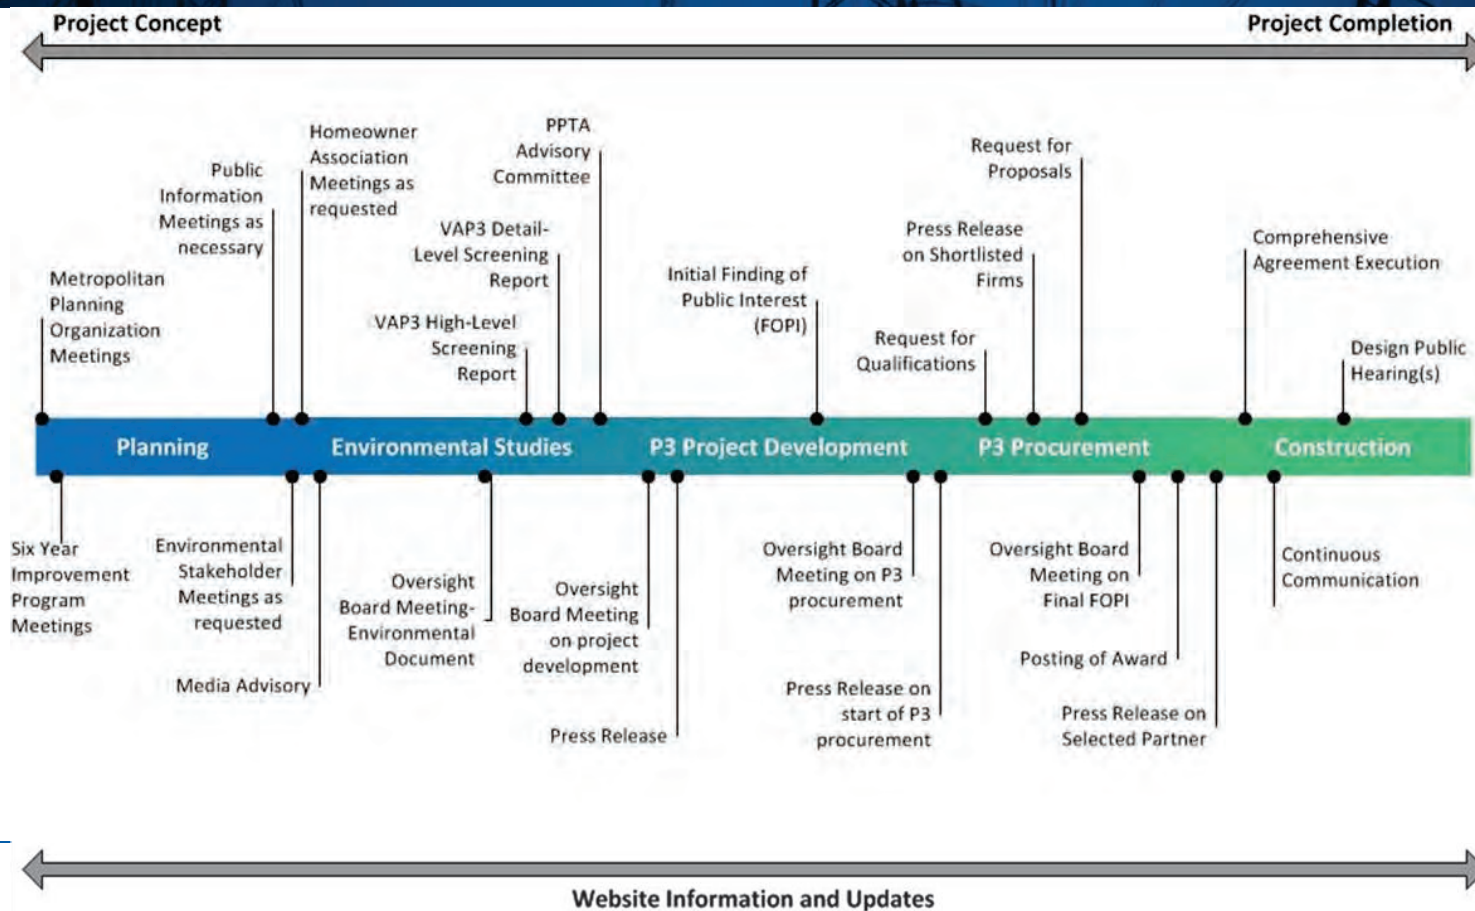 Project Concept
Project Completion
Metropolitan
Planning
Organization
Meetings
Public
Information
Meetings as
necessary
Homeowner
Association
Meetings as
requested
VAP3 High-Level
Screening
Report
VAP3 Detail-
Level Screening
Report
PPTA
Advisory
Committee
Initial Finding of
Public Interest
(FOPI)
Request for
Qualifications
Press Release
on Shortlisted
Firms
Request for
Proposals
Comprehensive
Agreement Execution
Design Public
Hearing(s)
Planning
Environmental Studies
P3 Project Development
P3 Procurement
Construction
Six Year
Improvement
Program
Meetings
Environmental
Stakeholder
Meetings as
requested
Media Advisory
Oversight
Board Meeting-
Environmental
Document
Oversight
Board Meeting
on project
development
Press Release
Oversight Board
Meeting on P3
procurement
Press Release on
start of P3
procurement
Oversight Board
Meeting on
Final FOPI
Posting of Award
Press Release on
Selected Partner
Continuous
Communication
Website Information and Updates